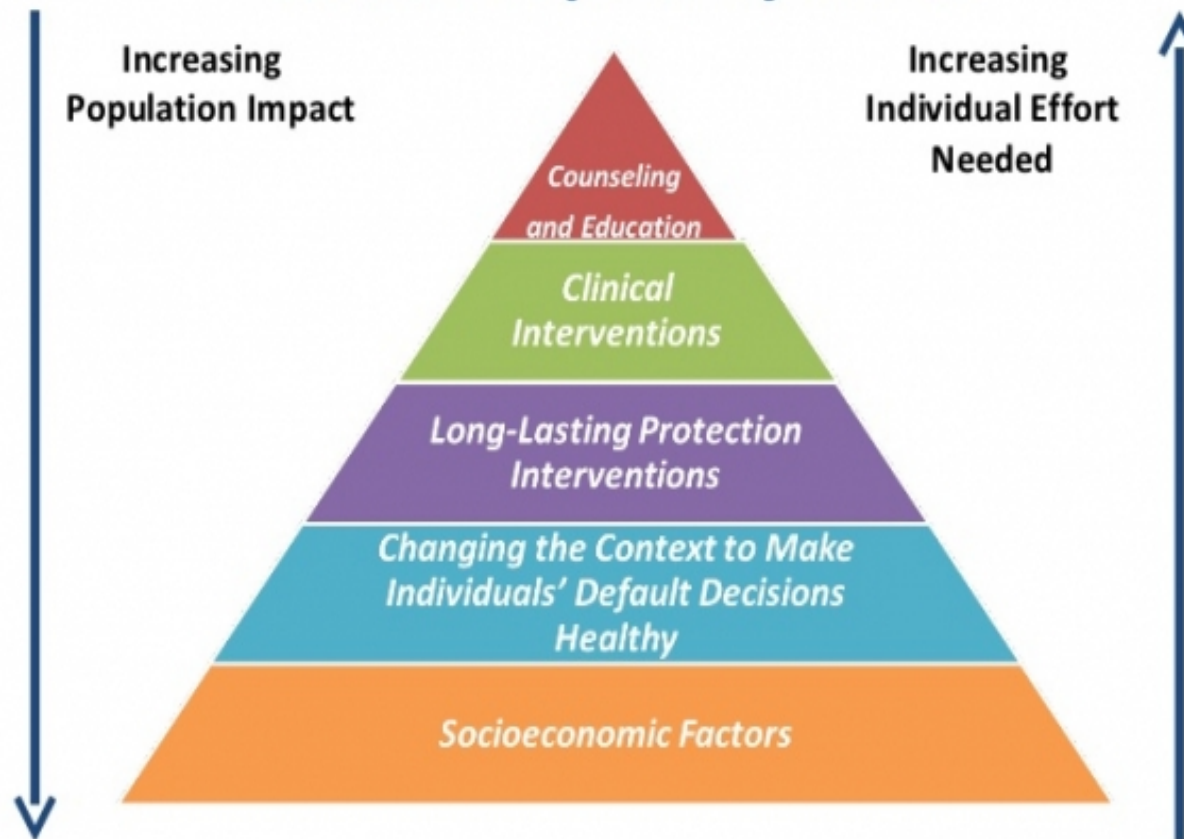 Increasing
Population Impact
Increasing
Individual Effort
Needed
Counseling
and Education
Clinical
Interventions
Long-Lasting Protection
Interventions
Changing the Context to Make
Individuals' Default Decisions
Healthy
Socioeconomic Factors